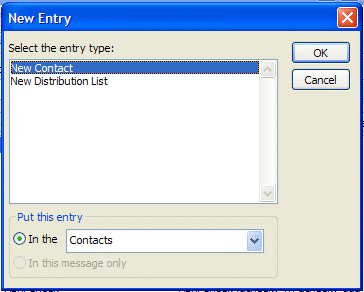 New Entry
Select the entry type:
OK
New Contact
New Distribution List
Cancel
Put this entry
In the Contacts
In this message only